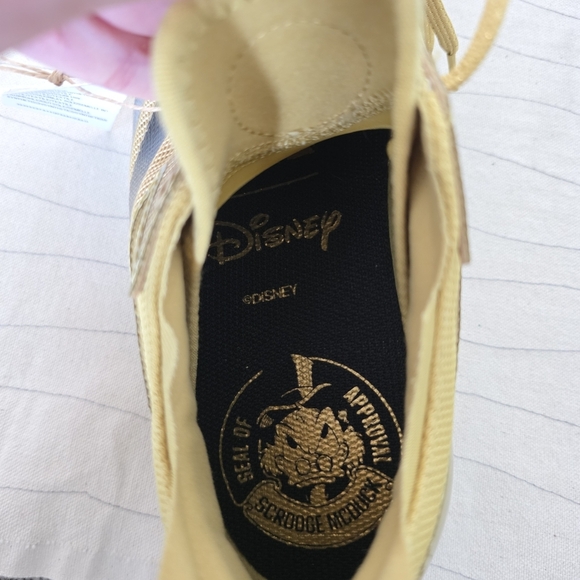 Disney
©DISNEY
SEAL OF APPROVAL
SCROOGE MCDUCK